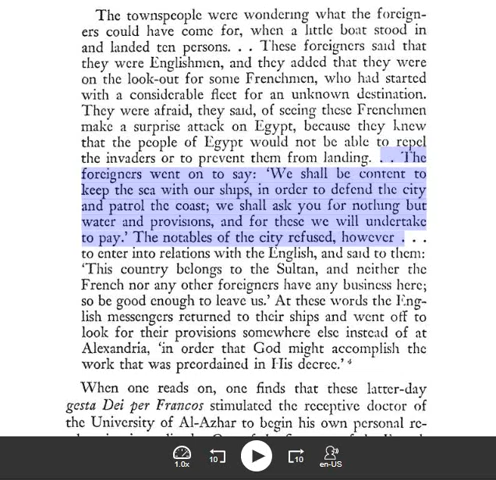 The townspeople were wondering what the foreign-
ers could have come for, when a little boat stood in
and landed ten persons. . . These foreigners said that
they were Englishmen, and they added that they were
on the look-out for some Frenchmen, who had started
with a considerable fleet for an unknown destination.
They were afraid, they said, of seeing these Frenchmen
make a surprise attack on Egypt, because they knew
that the people of Egypt would not be able to repel
the invaders or to prevent them from landing. . . The
foreigners went on to say: 'We shall be content to
keep the sea with our ships, in order to defend the city
and patrol the coast; we shall ask you for nothing but
water and provisions, and for these we will undertake
to pay.' The notables of the city refused, however . . .
to enter into relations with the English, and said to them:
'This country belongs to the Sultan, and neither the
French nor any other foreigners have any business here;
so be good enough to leave us.' At these words the Eng-
lish messengers returned to their ships and went off to
look for their provisions somewhere else instead of at
Alexandria, 'in order that God might accomplish the
work that was preordained in His decree.' 4
When one reads on, one finds that these latter-day
gesta Dei per Francos stimulated the receptive doctor of
the University of Al-Azhar to begin his own personal re-
1.0x 10 10 en-US